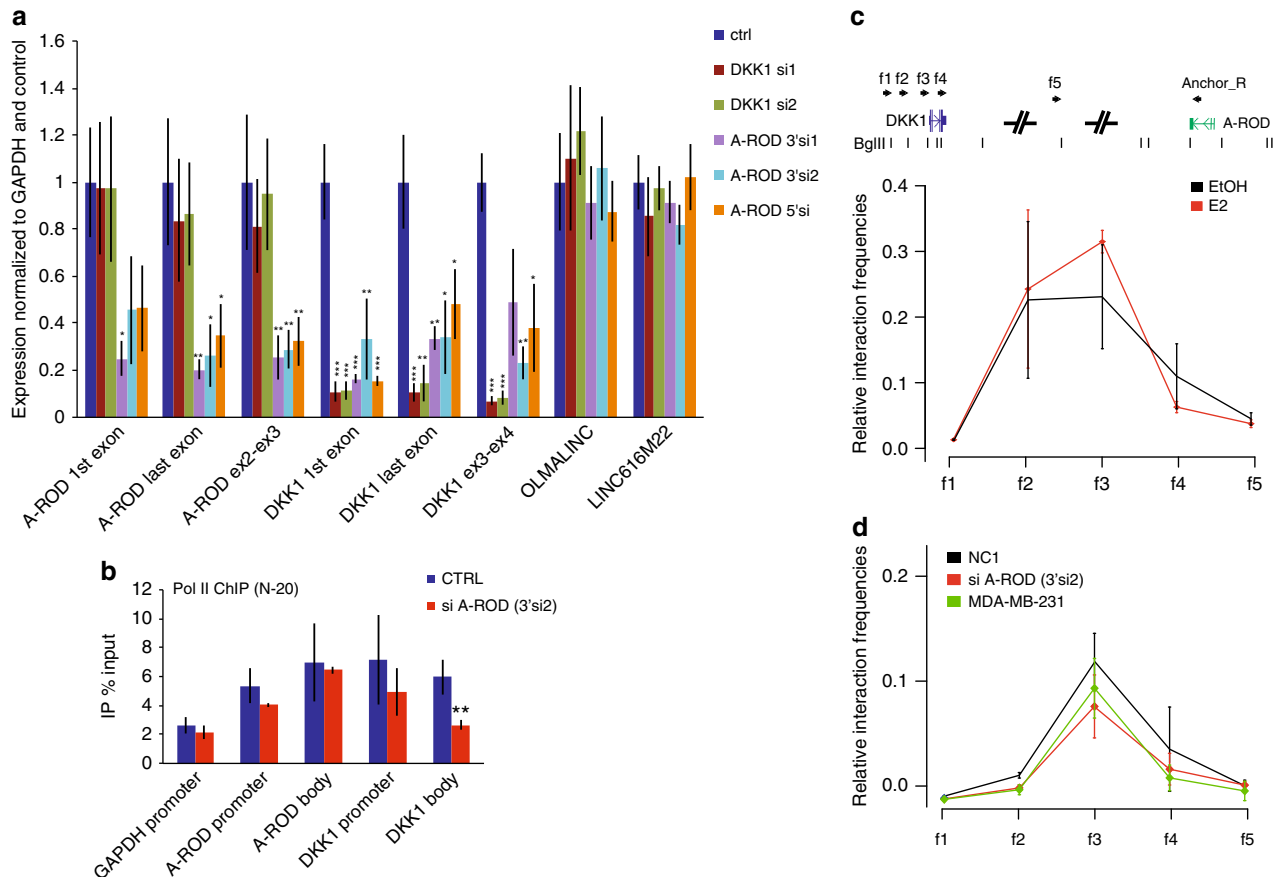 a
Expression normalized to GAPDH and control
1.6
1.4
1.2
1
0.8
0.6
0.4
0.2
0
* ** * * ** ** ** *** *** *** ** *** *** ** ** * * *** *** ** *
A-ROD 1st exon
A-ROD last exon
A-ROD ex2-ex3
DKK1 1st exon
DKK1 last exon
DKK1 ex3-ex4
OLMALINC
LINC616M22
ctrl
DKK1 si1
DKK1 si2
A-ROD 3'si1
A-ROD 3'si2
A-ROD 5'si
b
Pol II ChIP (N-20)
CTRL
si A-ROD (3'si2)
IP % input
12
10
8
6
4
2
0
**
GAPDH promoter
A-ROD promoter
A-ROD body
DKK1 promoter
DKK1 body
c
f1 f2 f3 f4
f5
Anchor_R
DKK1
A-ROD
BgIII
EtOH
E2
Relative interaction frequencies
0.4
0.3
0.2
0.1
0.0
f1 f2 f3 f4 f5
d
NC1
si A-ROD (3'si2)
MDA-MB-231
Relative interaction frequencies
0.2
0.1
0.0
f1 f2 f3 f4 f5